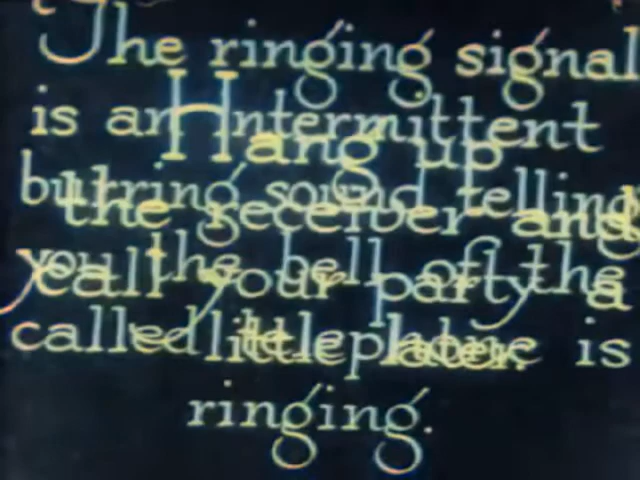 The ringing signal
is an intermittent
burring sound telling
you the bell of the
called telephone is
ringing.
Hang up
the receiver and
call your party a
little later.